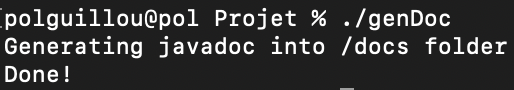 polguillou@pol Projet % ./genDoc
Generating javadoc into /docs folder
Done!